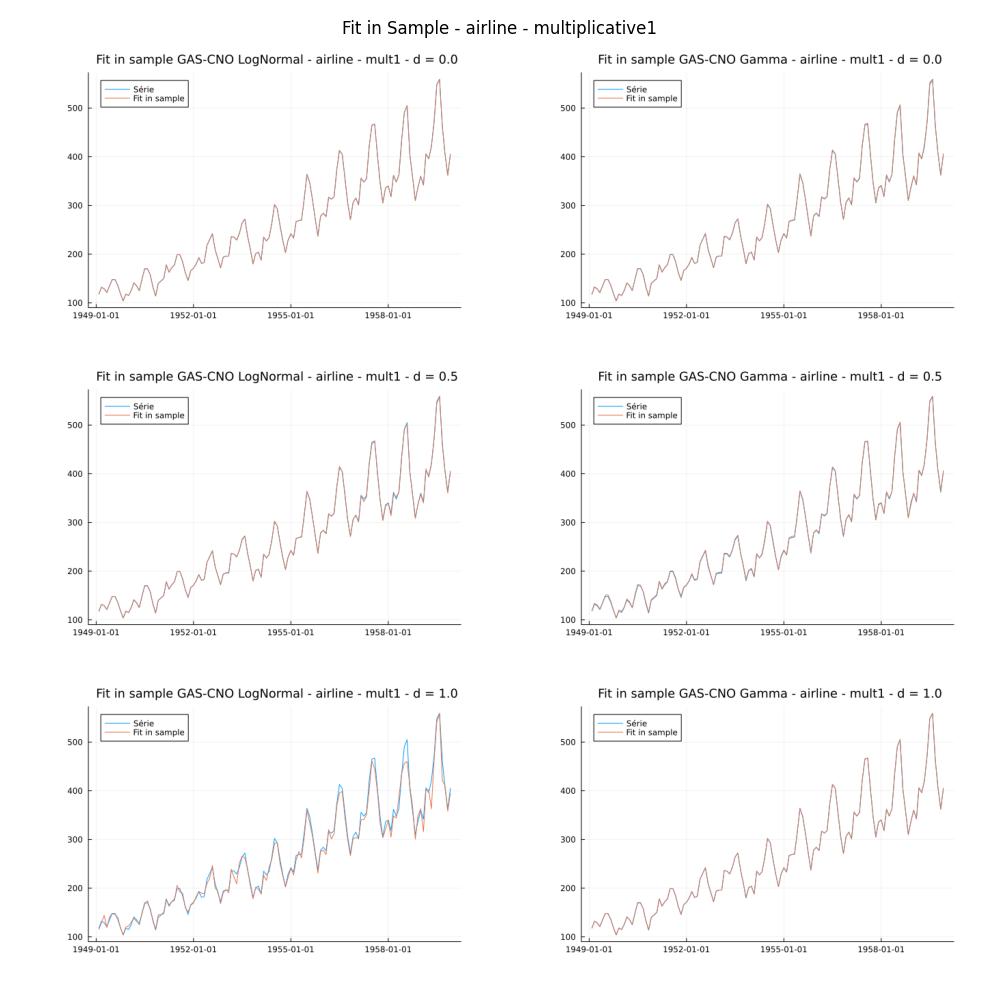 Fit in Sample - airline - multiplicative1
Fit in sample GAS-CNO LogNormal - airline - mult1 - d = 0.0
Série
Fit in sample
500
400
300
200
100
1949-01-01 1952-01-01 1955-01-01 1958-01-01
Fit in sample GAS-CNO Gamma - airline - mult1 - d = 0.0
Série
Fit in sample
500
400
300
200
100
1949-01-01 1952-01-01 1955-01-01 1958-01-01
Fit in sample GAS-CNO LogNormal - airline - mult1 - d = 0.5
Série
Fit in sample
500
400
300
200
100
1949-01-01 1952-01-01 1955-01-01 1958-01-01
Fit in sample GAS-CNO Gamma - airline - mult1 - d = 0.5
Série
Fit in sample
500
400
300
200
100
1949-01-01 1952-01-01 1955-01-01 1958-01-01
Fit in sample GAS-CNO LogNormal - airline - mult1 - d = 1.0
Série
Fit in sample
500
400
300
200
100
1949-01-01 1952-01-01 1955-01-01 1958-01-01
Fit in sample GAS-CNO Gamma - airline - mult1 - d = 1.0
Série
Fit in sample
500
400
300
200
100
1949-01-01 1952-01-01 1955-01-01 1958-01-01